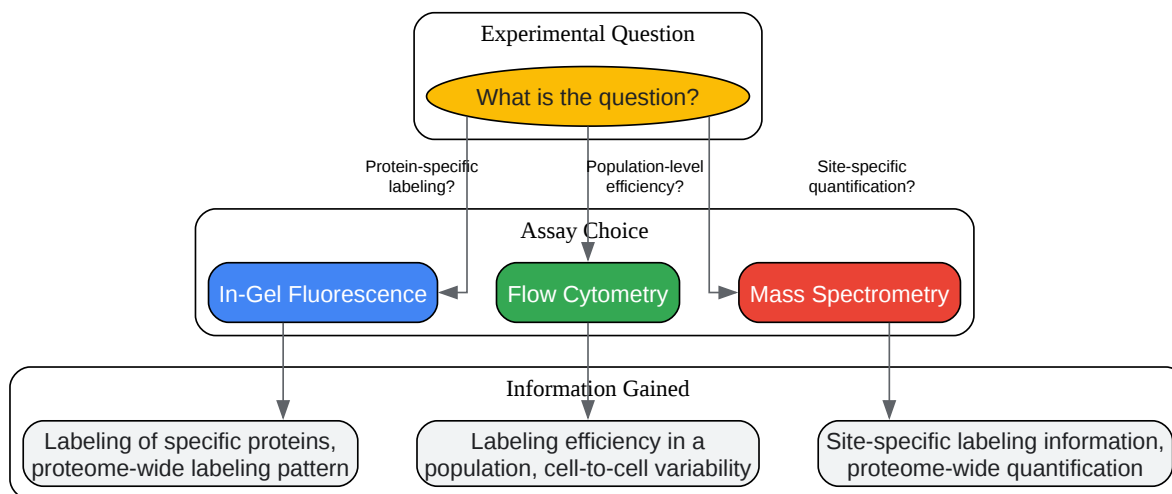 Experimental Question
What is the question?
Protein-specific
labeling?
Population-level
efficiency?
Site-specific
quantification?
Assay Choice
In-Gel Fluorescence
Flow Cytometry
Mass Spectrometry
Information Gained
Labeling of specific proteins,
proteome-wide labeling pattern
Labeling efficiency in a
population, cell-to-cell variability
Site-specific labeling information,
proteome-wide quantification